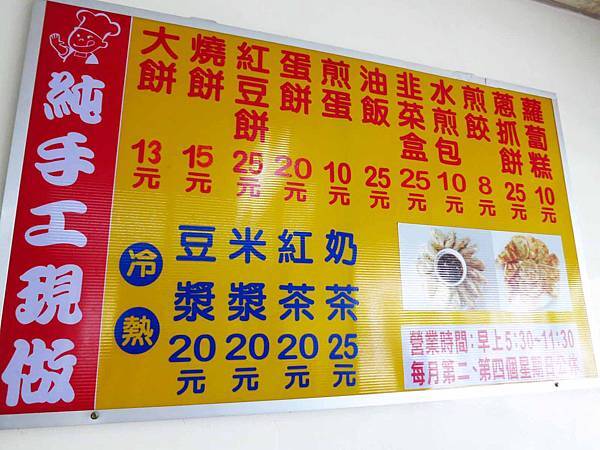 純手工現做
大餅 13元
燒餅 15元
紅豆餅 25元
蛋餅 20元
煎蛋 10元
油飯 25元
韭菜盒 25元
水煎包 10元
煎餃 8元
蔥抓餅 25元
蘿蔔糕 10元
冷 熱
豆漿 20元
米漿 20元
紅茶 20元
奶茶 25元
營業時間:早上5:30~11:30
每月第二、第四個星期日公休